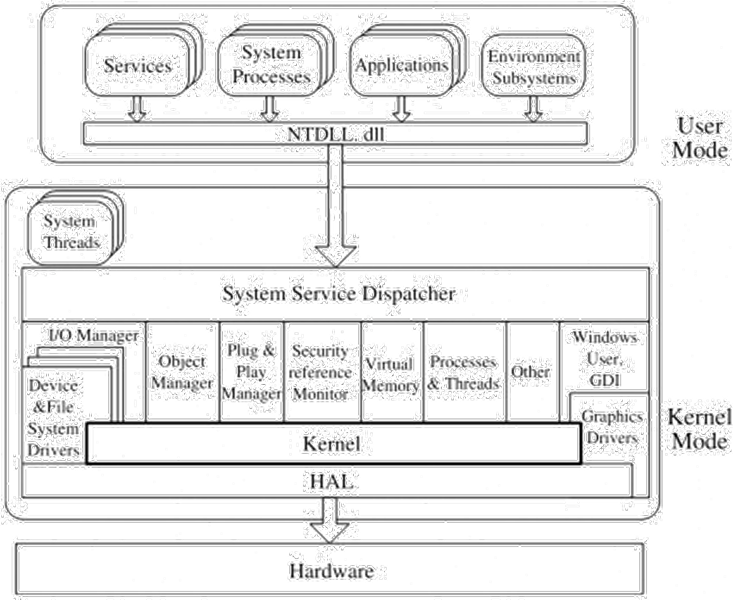 Services
System
Processes
Applications
Environment
Subsystems
NTDLL. dll
User
Mode
System
Threads
System Service Dispatcher
I/O Manager
Device
&File
System
Drivers
Object
Manager
Plug &
Play
Manager
Security
reference
Monitor
Virtual
Memory
Processes
& Threads
Other
Windows
User,
GDI
Graphics
Drivers
Kernel
Kernel
Mode
HAL
Hardware